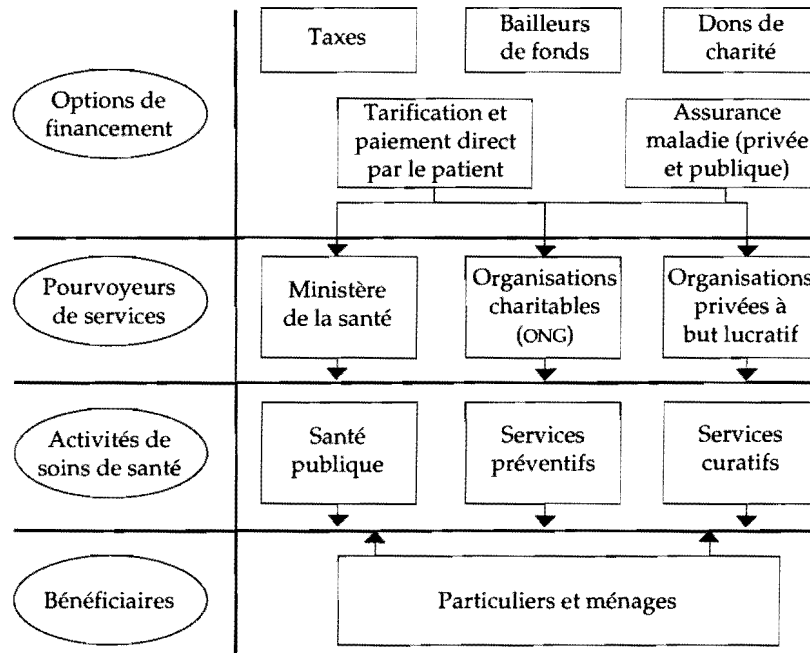 Taxes
Bailleurs
de fonds
Dons de
charité
Options de
financement
Tarification et
paiement direct
par le patient
Assurance
maladie (privée
et publique)
Pourvoyeurs
de services
Ministère
de la santé
Organisations
charitables
(ONG)
Organisations
privées à
but lucratif
Activités de
soins de santé
Santé
publique
Services
préventifs
Services
curatifs
Bénéficiaires
Particuliers et ménages